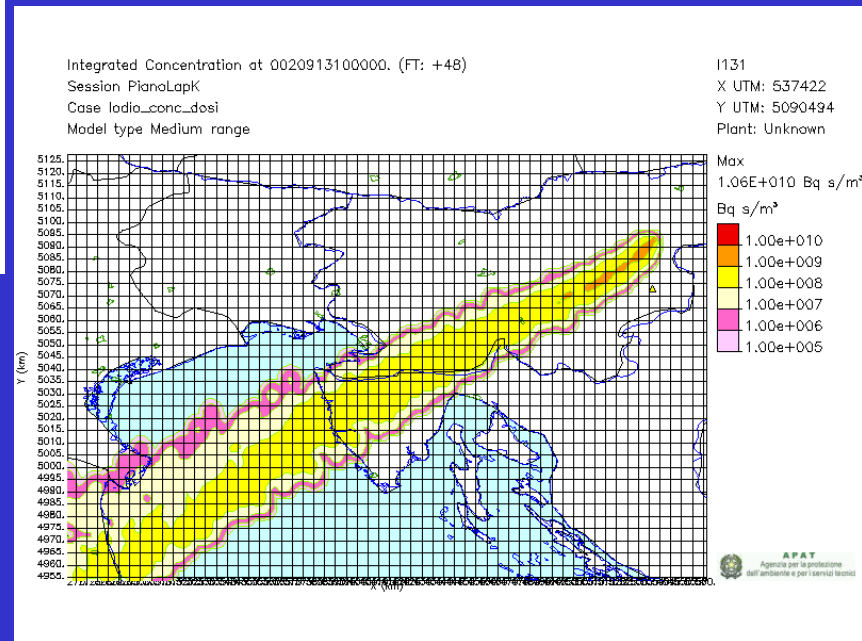 Integrated Concentration at 0020913100000. (FT: +48)
Session PianoLapK
Case Iodio_conc_dosi
Model type Medium range
I131
X UTM: 537422
Y UTM: 5090494
Plant: Unknown
Max
1.06E+010 Bq s/m³
Bq s/m³
1.00e+010
1.00e+009
1.00e+008
1.00e+007
1.00e+006
1.00e+005
5125.
5120.
5115.
5110.
5105.
5100.
5095.
5090.
5085.
5080.
5075.
5070.
5065.
5060.
5055.
5050.
5045.
5040.
5035.
5030.
5025.
5020.
5015.
5010.
5005.
5000.
4995.
4990.
4985.
4980.
4975.
4970.
4965.
4960.
4955.
Y (km)
X (km)
APAT
Agenzia per la protezione
dell'ambiente e per i servizi tecnici